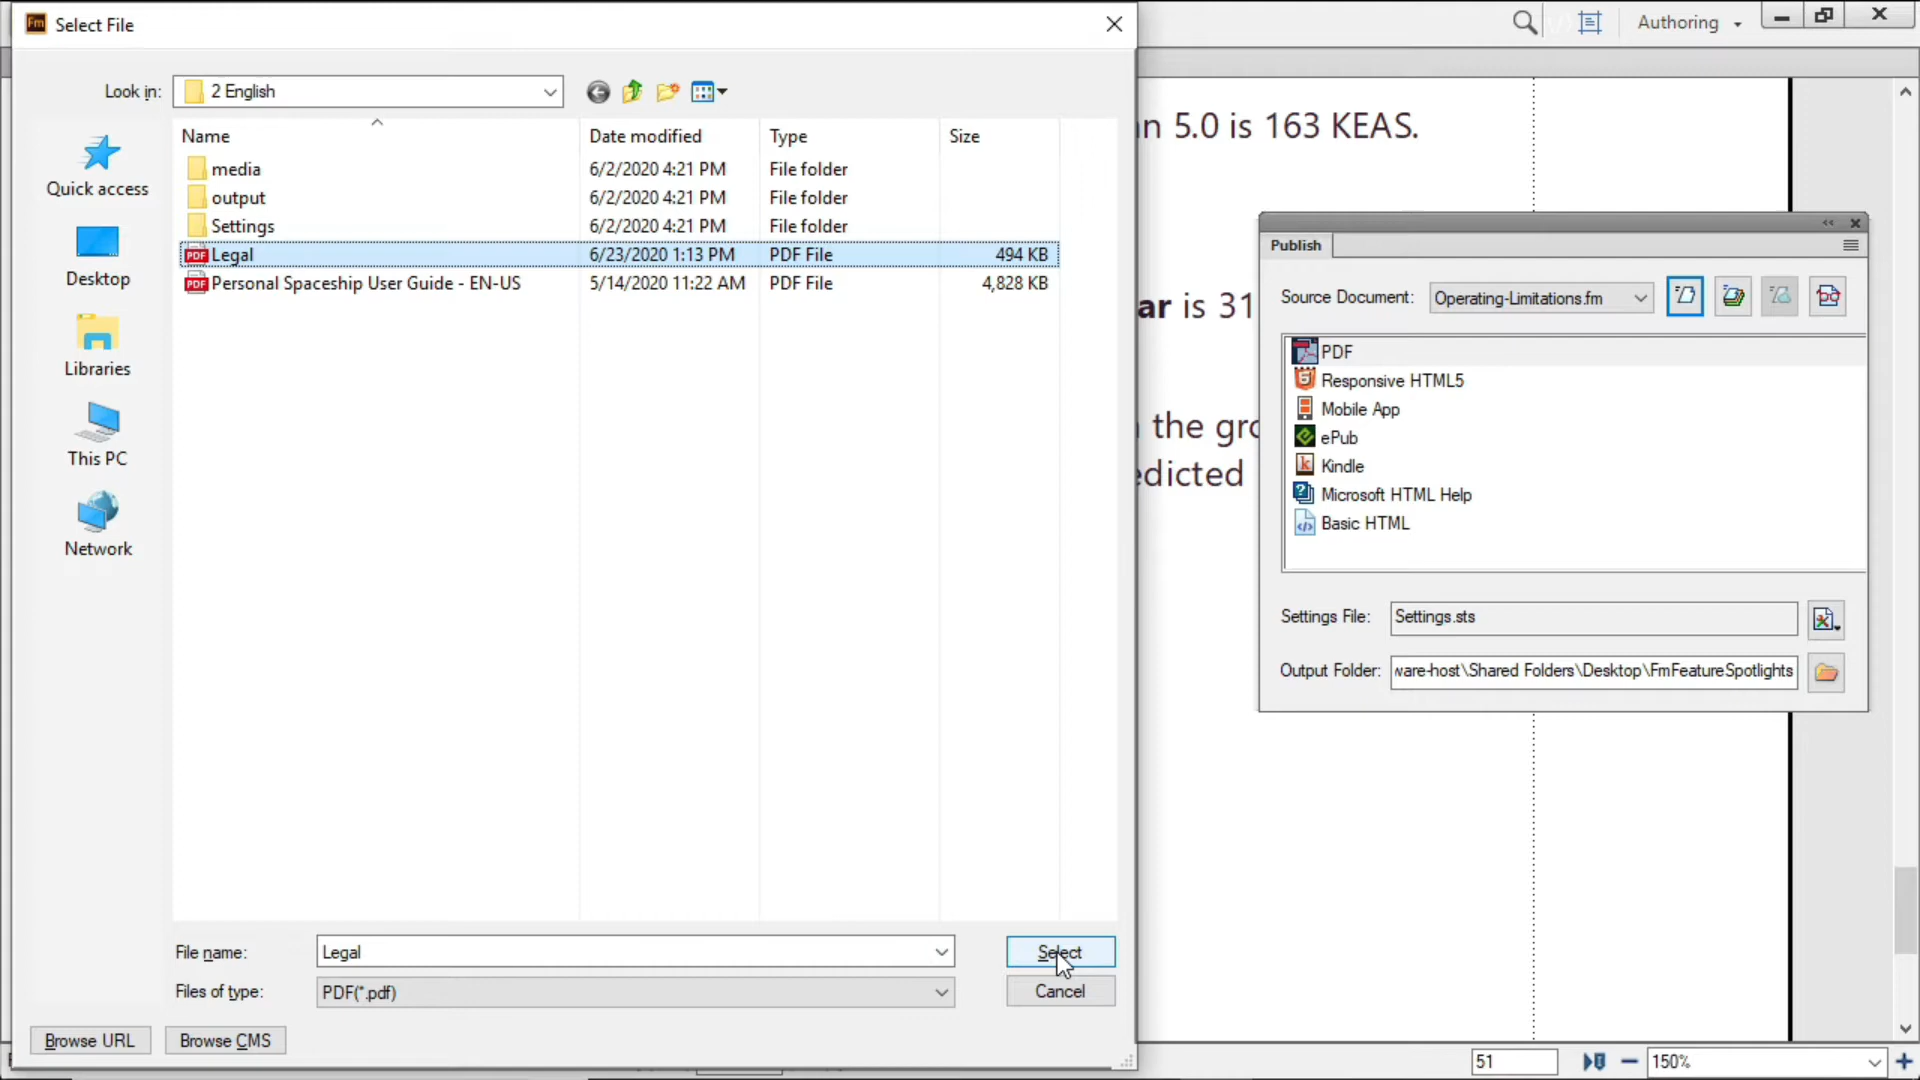 Fm Select File
Authoring
Look in: 2 English
Name Date modified Type Size
media 6/2/2020 4:21 PM File folder
output 6/2/2020 4:21 PM File folder
Settings 6/2/2020 4:21 PM File folder
PDF Legal 6/23/2020 1:13 PM PDF File 494 KB
PDF Personal Spaceship User Guide - EN-US 5/14/2020 11:22 AM PDF File 4,828 KB
Quick access
Desktop
Libraries
This PC
Network
File name: Legal Select
Files of type: PDF(*.pdf) Cancel
Browse URL Browse CMS
n 5.0 is 163 KEAS.
ar is 31
the gro
edicted
Publish
Source Document: Operating-Limitations.fm
PDF
Responsive HTML5
Mobile App
ePub
Kindle
Microsoft HTML Help
Basic HTML
Settings File: Settings.sts
Output Folder: ware-host\Shared Folders\Desktop\FmFeatureSpotlights
51 150%